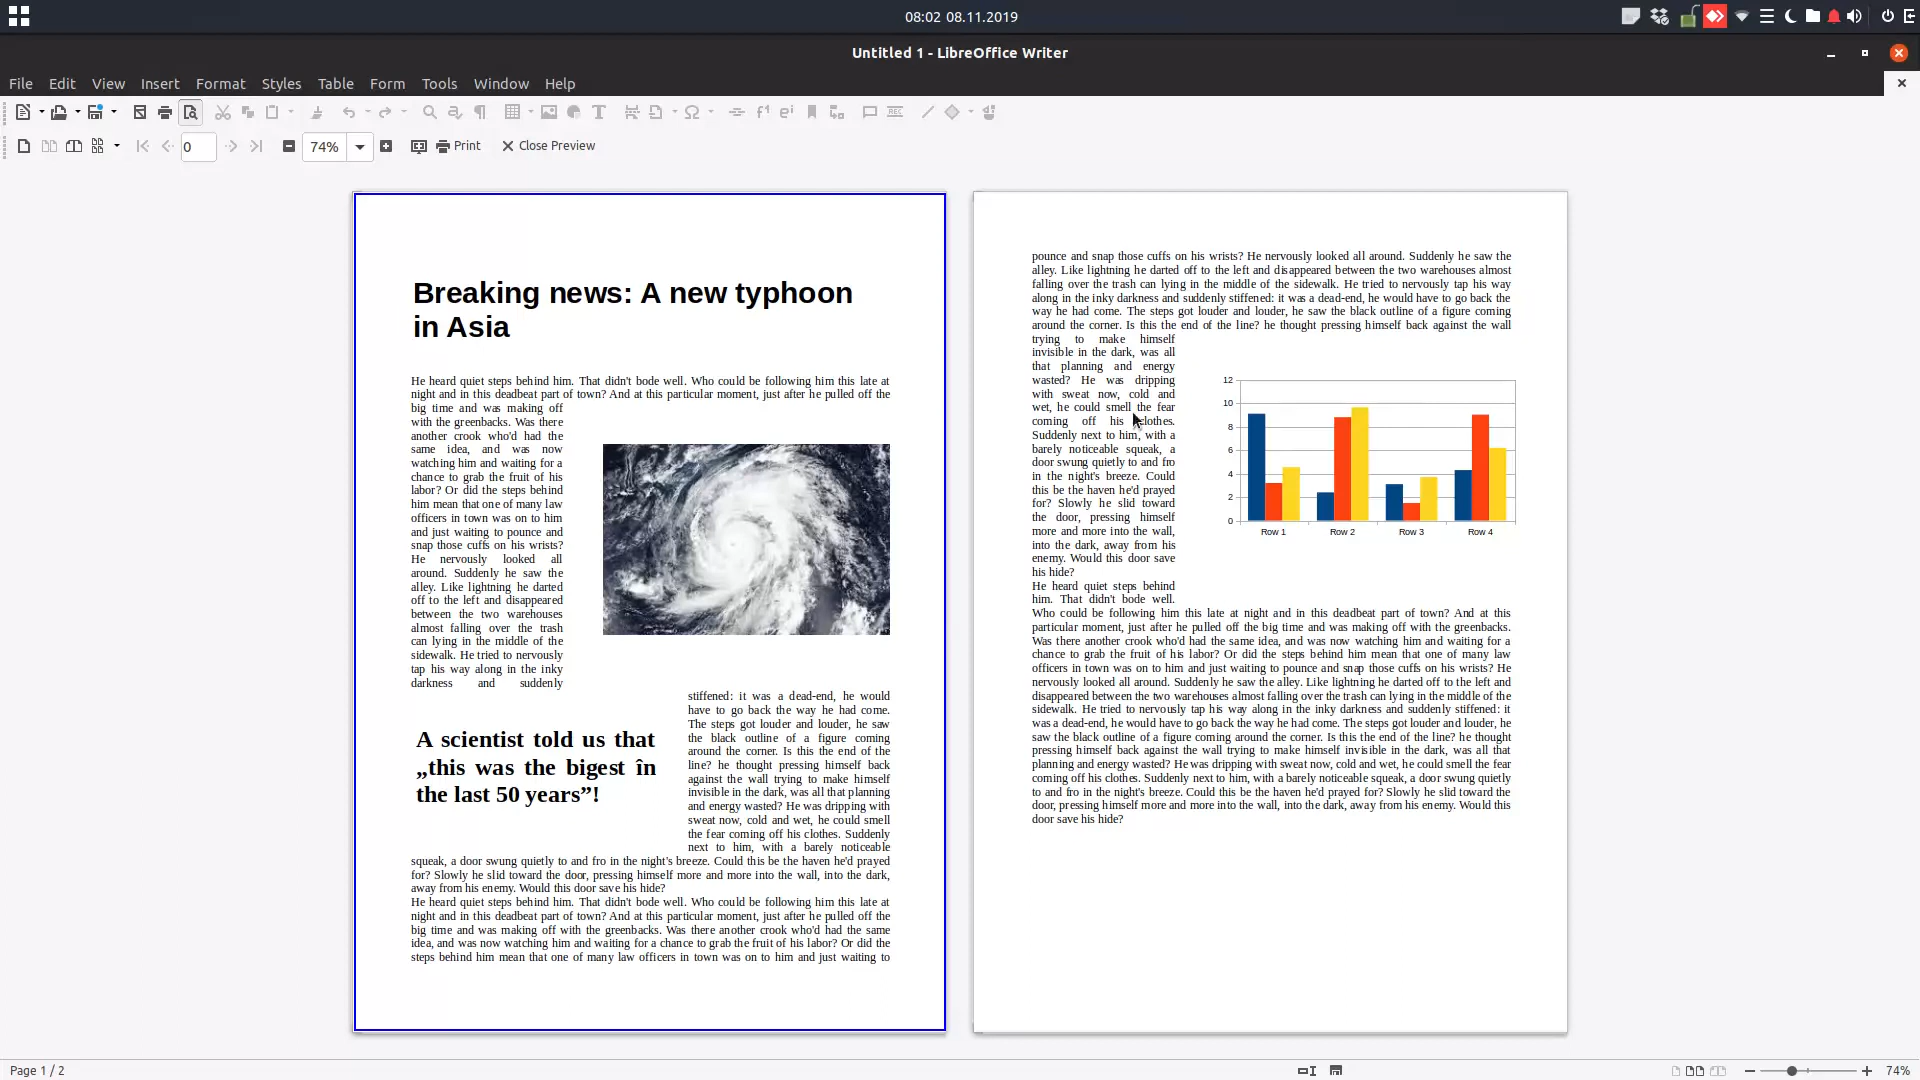 08:02 08.11.2019
Untitled 1 - LibreOffice Writer
File Edit View Insert Format Styles Table Form Tools Window Help
0 74% Print Close Preview
Breaking news: A new typhoon
in Asia
He heard quiet steps behind him. That didn't bode well. Who could be following him this late at
night and in this deadbeat part of town? And at this particular moment, just after he pulled off the
big time and was making off
with the greenbacks. Was there
another crook who'd had the
same idea, and was now
watching him and waiting for a
chance to grab the fruit of his
labor? Or did the steps behind
him mean that one of many law
officers in town was on to him
and just waiting to pounce and
snap those cuffs on his wrists?
He nervously looked all
around. Suddenly he saw the
alley. Like lightning he darted
off to the left and disappeared
between the two warehouses
almost falling over the trash
can lying in the middle of the
sidewalk. He tried to nervously
tap his way along in the inky
darkness and suddenly
A scientist told us that
„this was the bigest în
the last 50 years”!
stiffened: it was a dead-end, he would
have to go back the way he had come.
The steps got louder and louder, he saw
the black outline of a figure coming
around the corner. Is this the end of the
line? he thought pressing himself back
against the wall trying to make himself
invisible in the dark, was all that planning
and energy wasted? He was dripping with
sweat now, cold and wet, he could smell
the fear coming off his clothes. Suddenly
next to him, with a barely noticeable
squeak, a door swung quietly to and fro in the night's breeze. Could this be the haven he'd prayed
for? Slowly he slid toward the door, pressing himself more and more into the wall, into the dark,
away from his enemy. Would this door save his hide?
He heard quiet steps behind him. That didn't bode well. Who could be following him this late at
night and in this deadbeat part of town? And at this particular moment, just after he pulled off the
big time and was making off with the greenbacks. Was there another crook who'd had the same
idea, and was now watching him and waiting for a chance to grab the fruit of his labor? Or did the
steps behind him mean that one of many law officers in town was on to him and just waiting to
pounce and snap those cuffs on his wrists? He nervously looked all around. Suddenly he saw the
alley. Like lightning he darted off to the left and disappeared between the two warehouses almost
falling over the trash can lying in the middle of the sidewalk. He tried to nervously tap his way
along in the inky darkness and suddenly stiffened: it was a dead-end, he would have to go back the
way he had come. The steps got louder and louder, he saw the black outline of a figure coming
around the corner. Is this the end of the line? he thought pressing himself back against the wall
trying to make himself
invisible in the dark, was all
that planning and energy
wasted? He was dripping
with sweat now, cold and
wet, he could smell the fear
coming off his clothes.
Suddenly next to him, with a
barely noticeable squeak, a
door swung quietly to and fro
in the night's breeze. Could
this be the haven he'd prayed
for? Slowly he slid toward
the door, pressing himself
more and more into the wall,
into the dark, away from his
enemy. Would this door save
his hide?
He heard quiet steps behind
him. That didn't bode well.
12
10
8
6
4
2
0
Row 1 Row 2 Row 3 Row 4
Who could be following him this late at night and in this deadbeat part of town? And at this
particular moment, just after he pulled off the big time and was making off with the greenbacks.
Was there another crook who'd had the same idea, and was now watching him and waiting for a
chance to grab the fruit of his labor? Or did the steps behind him mean that one of many law
officers in town was on to him and just waiting to pounce and snap those cuffs on his wrists? He
nervously looked all around. Suddenly he saw the alley. Like lightning he darted off to the left and
disappeared between the two warehouses almost falling over the trash can lying in the middle of the
sidewalk. He tried to nervously tap his way along in the inky darkness and suddenly stiffened: it
was a dead-end, he would have to go back the way he had come. The steps got louder and louder, he
saw the black outline of a figure coming around the corner. Is this the end of the line? he thought
pressing himself back against the wall trying to make himself invisible in the dark, was all that
planning and energy wasted? He was dripping with sweat now, cold and wet, he could smell the fear
coming off his clothes. Suddenly next to him, with a barely noticeable squeak, a door swung quietly
to and fro in the night's breeze. Could this be the haven he'd prayed for? Slowly he slid toward the
door, pressing himself more and more into the wall, into the dark, away from his enemy. Would this
door save his hide?
Page 1 / 2
74%